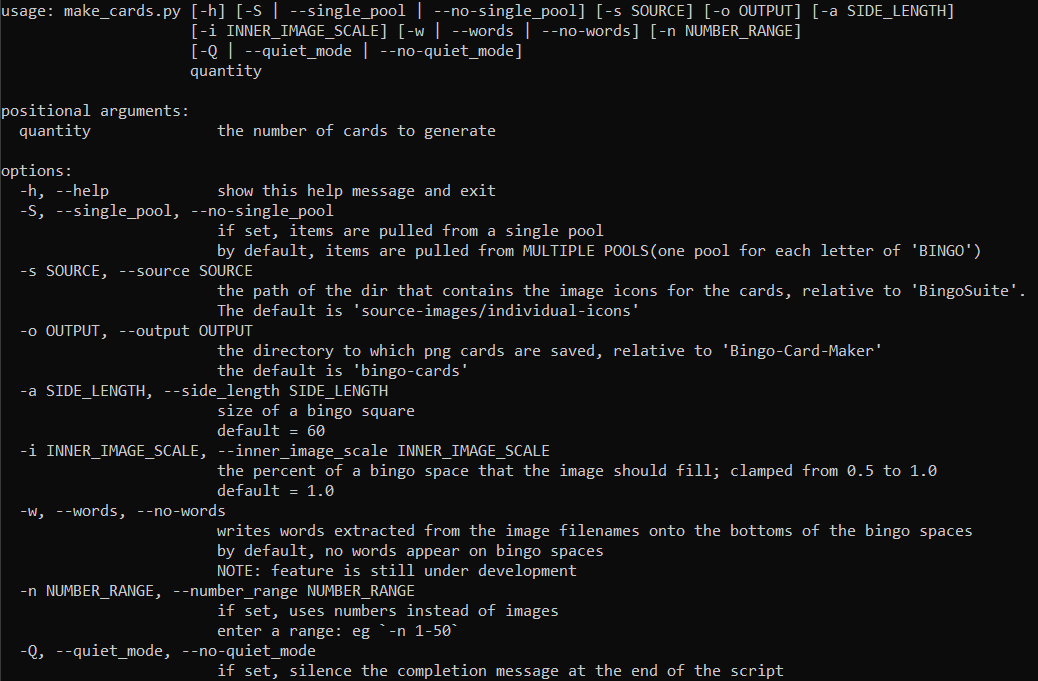 usage: make_cards.py [-h] [-S | --single_pool | --no-single_pool] [-s SOURCE] [-o OUTPUT] [-a SIDE_LENGTH]
                     [-i INNER_IMAGE_SCALE] [-w | --words | --no-words] [-n NUMBER_RANGE]
                     [-Q | --quiet_mode | --no-quiet_mode]
                     quantity

positional arguments:
  quantity              the number of cards to generate

options:
  -h, --help            show this help message and exit
  -S, --single_pool, --no-single_pool
                        if set, items are pulled from a single pool
                        by default, items are pulled from MULTIPLE POOLS(one pool for each letter of 'BINGO')
  -s SOURCE, --source SOURCE
                        the path of the dir that contains the image icons for the cards, relative to 'BingoSuite'.
                        The default is 'source-images/individual-icons'
  -o OUTPUT, --output OUTPUT
                        the directory to which png cards are saved, relative to 'Bingo-Card-Maker'
                        the default is 'bingo-cards'
  -a SIDE_LENGTH, --side_length SIDE_LENGTH
                        size of a bingo square
                        default = 60
  -i INNER_IMAGE_SCALE, --inner_image_scale INNER_IMAGE_SCALE
                        the percent of a bingo space that the image should fill; clamped from 0.5 to 1.0
                        default = 1.0
  -w, --words, --no-words
                        writes words extracted from the image filenames onto the bottoms of the bingo spaces
                        by default, no words appear on bingo spaces
                        NOTE: feature is still under development
  -n NUMBER_RANGE, --number_range NUMBER_RANGE
                        if set, uses numbers instead of images
                        enter a range: eg `-n 1-50`
  -Q, --quiet_mode, --no-quiet_mode
                        if set, silence the completion message at the end of the script